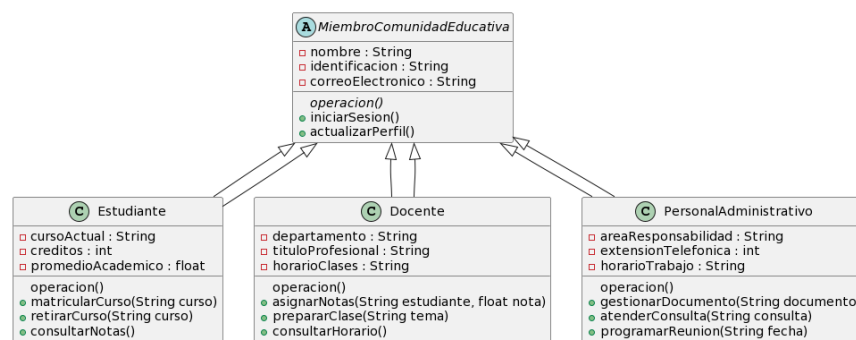 A MiembroComunidadEducativa
nombre : String
identificacion : String
correoElectronico : String
operacion()
iniciarSesion()
actualizarPerfil()
C Estudiante
cursoActual : String
creditos : int
promedioAcademico : float
operacion()
matricularCurso(String curso)
retirarCurso(String curso)
consultarNotas()
C Docente
departamento : String
tituloProfesional : String
horarioClases : String
operacion()
asignarNotas(String estudiante, float nota)
prepararClase(String tema)
consultarHorario()
C PersonalAdministrativo
areaResponsabilidad : String
extensionTelefonica : int
horarioTrabajo : String
operacion()
gestionarDocumento(String documento
atenderConsulta(String consulta)
programarReunion(String fecha)